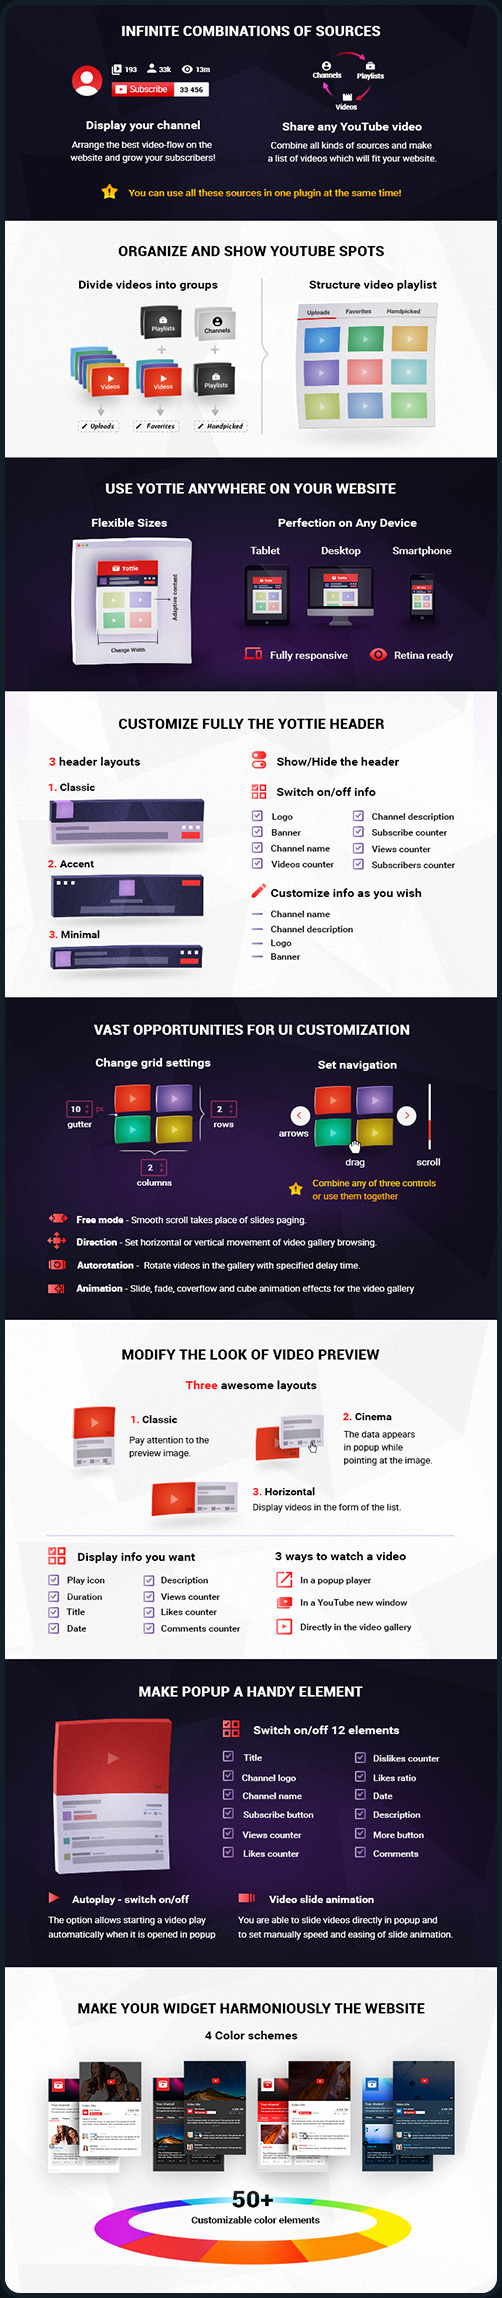 INFINITE COMBINATIONS OF SOURCES
193 33k 13m
Subscribe 33 456
Channels Playlists
Videos
Display your channel
Arrange the best video-flow on the
website and grow your subscribers!
Share any YouTube video
Combine all kinds of sources and make
a list of videos which will fit your website.
You can use all these sources in one plugin at the same time!
ORGANIZE AND SHOW YOUTUBE SPOTS
Divide videos into groups
Playlists Channels
+ +
Videos Videos Playlists
Uploads Favorites Handpicked
Structure video playlist
Uploads Favorites Handpicked
USE YOTTIE ANYWHERE ON YOUR WEBSITE
Flexible Sizes
Yottie
Adaptive content
Change Width
Perfection on Any Device
Tablet Desktop Smartphone
Yottie
Fully responsive Retina ready
CUSTOMIZE FULLY THE YOTTIE HEADER
3 header layouts
1. Classic
2. Accent
3. Minimal
Show/Hide the header
Switch on/off info
Logo Channel description
Banner Subscribe counter
Channel name Views counter
Videos counter Subscribers counter
Customize info as you wish
Channel name
Channel description
Logo
Banner
VAST OPPORTUNITIES FOR UI CUSTOMIZATION
Change grid settings
10 px
gutter
2
rows
2
columns
Set navigation
arrows
drag
scroll
Combine any of three controls
or use them together
Free mode - Smooth scroll takes place of slides paging.
Direction - Set horizontal or vertical movement of video gallery browsing.
Autorotation - Rotate videos in the gallery with specified delay time.
Animation - Slide, fade, coverflow and cube animation effects for the video gallery
MODIFY THE LOOK OF VIDEO PREVIEW
Three awesome layouts
1. Classic
Pay attention to the
preview image.
2. Cinema
The data appears
in popup while
pointing at the image.
3. Horizontal
Display videos in the form of the list.
Display info you want
Play icon Description
Duration Views counter
Title Likes counter
Date Comments counter
3 ways to watch a video
In a popup player
In a YouTube new window
Directly in the video gallery
MAKE POPUP A HANDY ELEMENT
Switch on/off 12 elements
Title Dislikes counter
Channel logo Likes ratio
Channel name Date
Subscribe button Description
Views counter More button
Likes counter Comments
Autoplay - switch on/off
The option allows starting a video play
automatically when it is opened in popup
Video slide animation
You are able to slide videos directly in popup and
to set manually speed and easing of slide animation.
MAKE YOUR WIDGET HARMONIOUSLY THE WEBSITE
4 Color schemes
50+
Customizable color elements